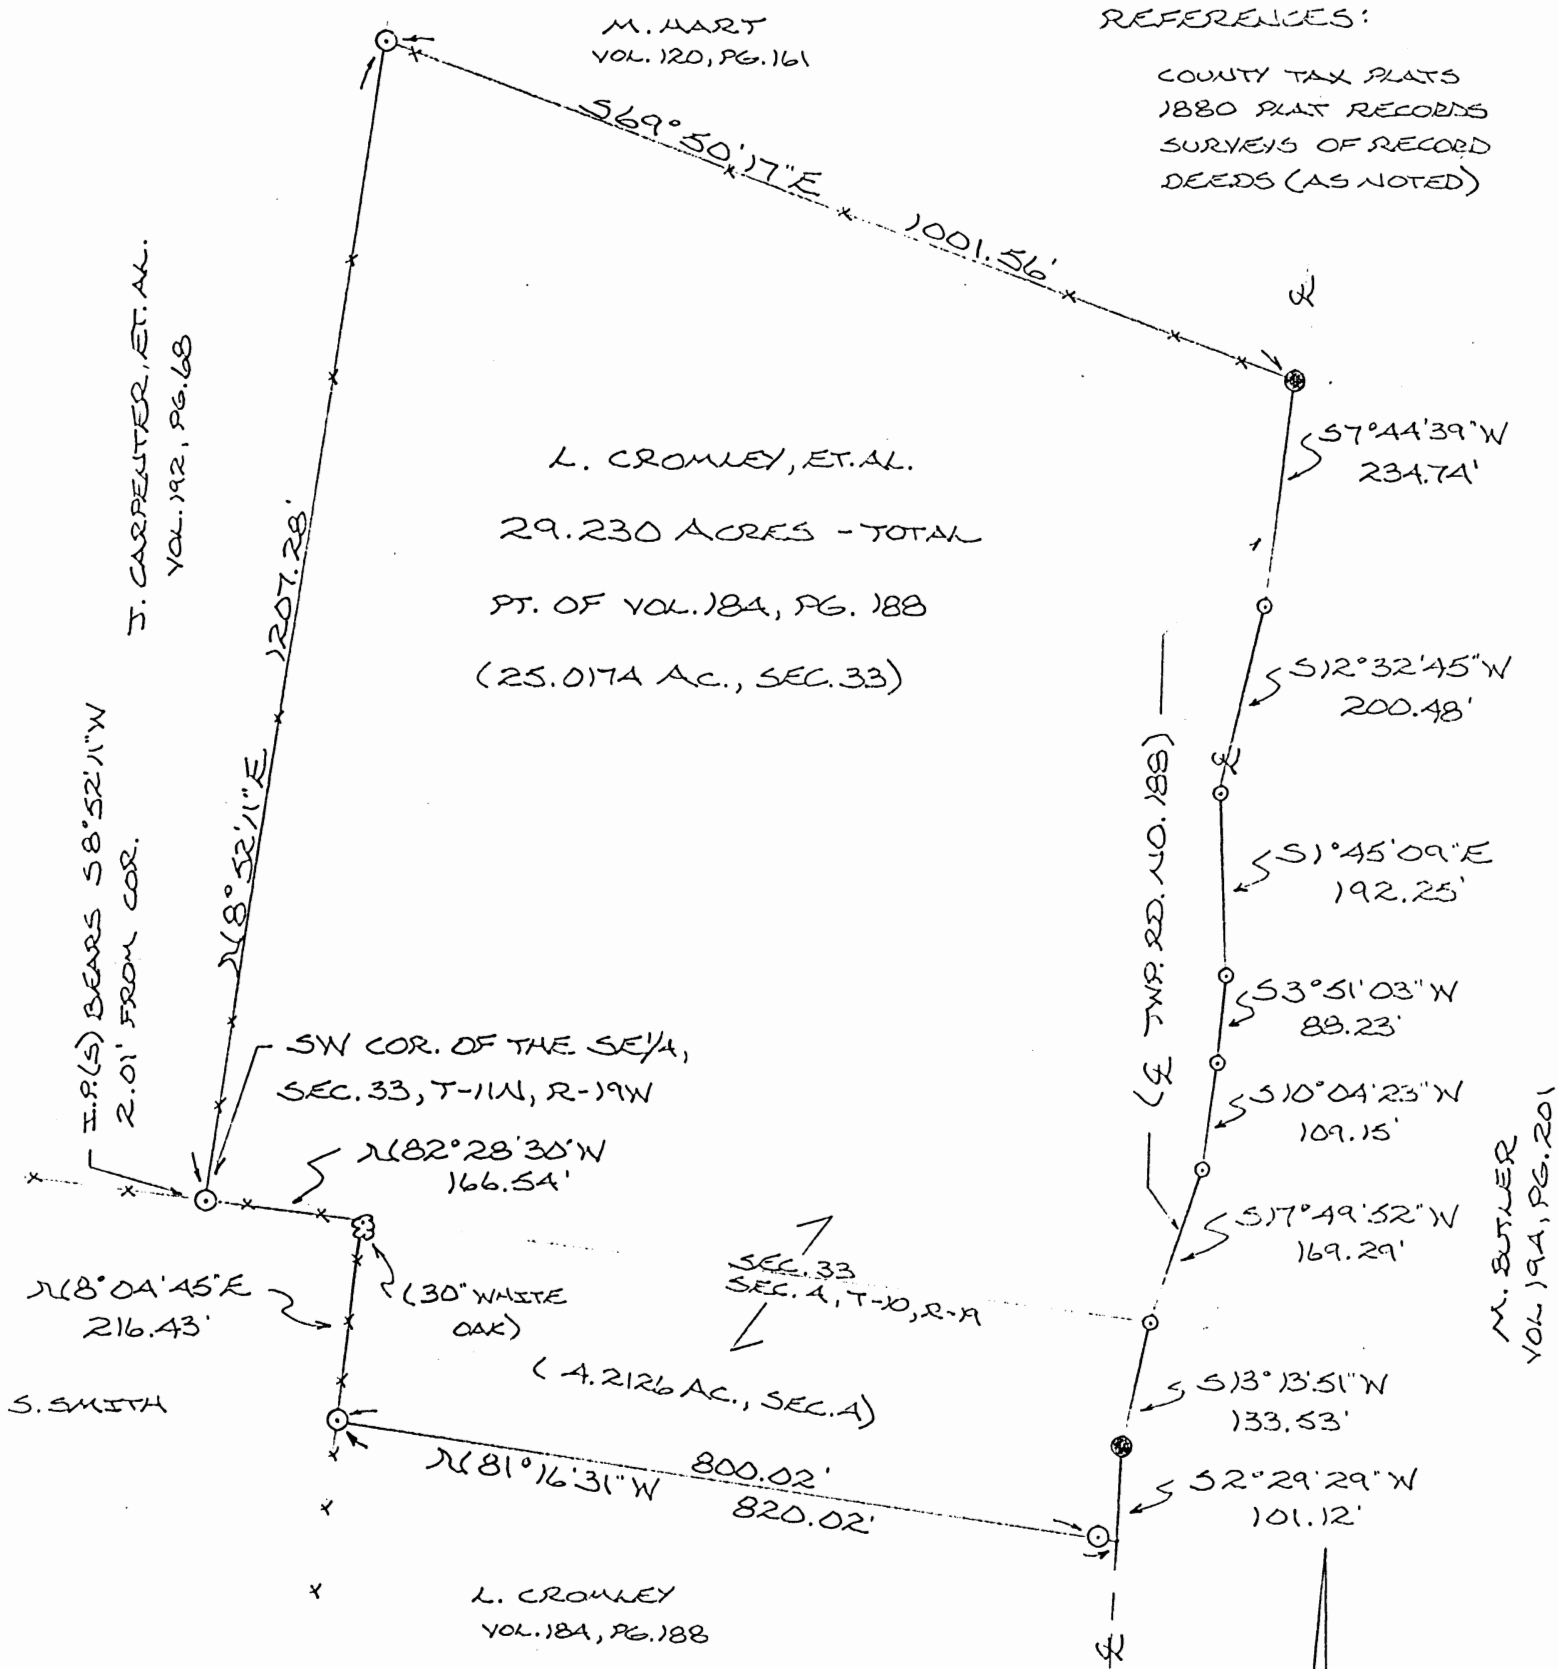 M. HART
VOL. 120, PG. 161
REFERENCES:
COUNTY TAX PLATS
1880 PLAT RECORDS
SURVEYS OF RECORD
DEEDS (AS NOTED)
S69°50'17"E
1001.56'
J. CARPENTER, ET. AL.
VOL. 192, PG. 68
L. CROMLEY, ET. AL.
29.230 ACRES - TOTAL
PT. OF VOL. 184, PG. 188
(25.0174 AC., SEC. 33)
1207.28'
N8°52'11"E
S7°44'39"W
234.74'
S12°32'45"W
200.48'
℄
℄
(℄ TWP. RD. NO. 188)
S1°45'09"E
192.25'
S3°51'03"W
88.23'
S10°04'23"W
109.15'
S17°49'52"W
169.29'
M. BUTLER
VOL 194, PG. 201
I.P.(S) BEARS S8°52'11"W
2.01' FROM COR.
SW COR. OF THE SE1/4,
SEC. 33, T-11N, R-19W
N82°28'30"W
166.54'
N8°04'45"E
216.43'
(30" WHITE
OAK)
SEC. 33
SEC. 4, T-10, R-19
(4.2126 AC., SEC. 4)
S. SMITH
S13°13'51"W
133.53'
N81°16'31"W
800.02'
820.02'
S2°29'29"W
101.12'
L. CROMLEY
VOL. 184, PG. 188
℄